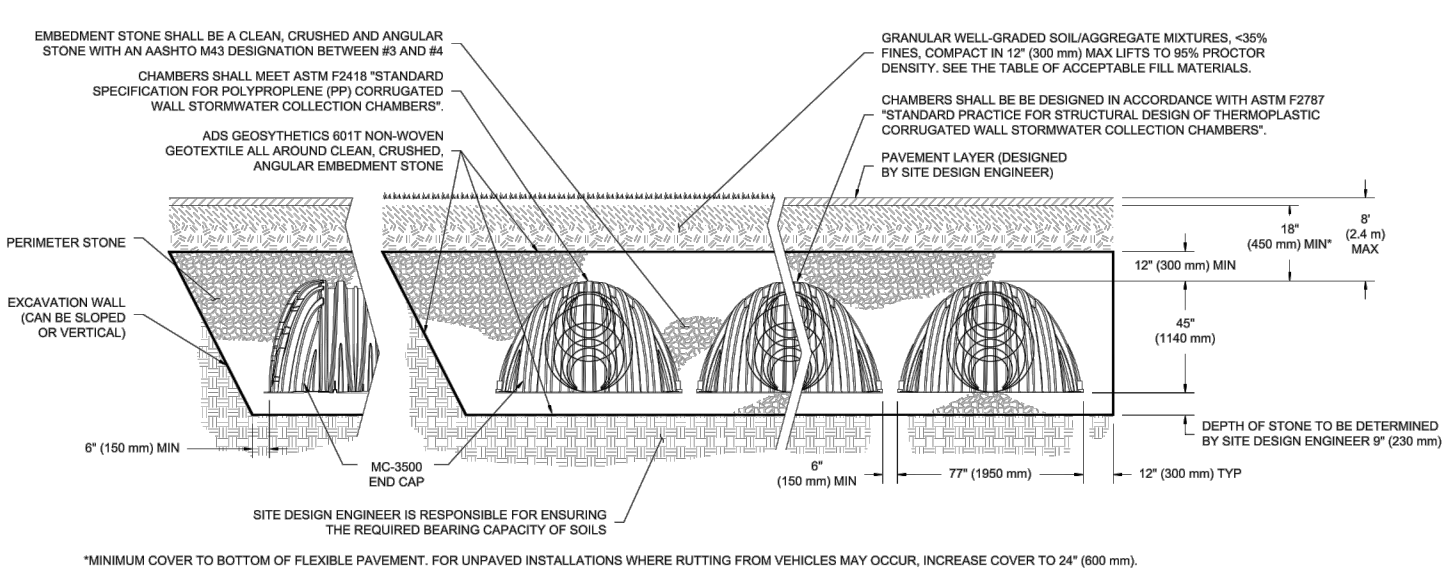 EMBEDMENT STONE SHALL BE A CLEAN, CRUSHED AND ANGULAR
STONE WITH AN AASHTO M43 DESIGNATION BETWEEN #3 AND #4
CHAMBERS SHALL MEET ASTM F2418 "STANDARD
SPECIFICATION FOR POLYPROPLENE (PP) CORRUGATED
WALL STORMWATER COLLECTION CHAMBERS".
ADS GEOSYTHETICS 601T NON-WOVEN
GEOTEXTILE ALL AROUND CLEAN, CRUSHED,
ANGULAR EMBEDMENT STONE
GRANULAR WELL-GRADED SOIL/AGGREGATE MIXTURES, <35%
FINES, COMPACT IN 12" (300 mm) MAX LIFTS TO 95% PROCTOR
DENSITY. SEE THE TABLE OF ACCEPTABLE FILL MATERIALS.
CHAMBERS SHALL BE BE DESIGNED IN ACCORDANCE WITH ASTM F2787
"STANDARD PRACTICE FOR STRUCTURAL DESIGN OF THERMOPLASTIC
CORRUGATED WALL STORMWATER COLLECTION CHAMBERS".
PAVEMENT LAYER (DESIGNED
BY SITE DESIGN ENGINEER)
PERIMETER STONE
EXCAVATION WALL
(CAN BE SLOPED
OR VERTICAL)
8'
(2.4 m)
MAX
18"
(450 mm) MIN*
12" (300 mm) MIN
45"
(1140 mm)
DEPTH OF STONE TO BE DETERMINED
BY SITE DESIGN ENGINEER 9" (230 mm)
6" (150 mm) MIN
MC-3500
END CAP
6"
(150 mm) MIN
77" (1950 mm)
12" (300 mm) TYP
SITE DESIGN ENGINEER IS RESPONSIBLE FOR ENSURING
THE REQUIRED BEARING CAPACITY OF SOILS
*MINIMUM COVER TO BOTTOM OF FLEXIBLE PAVEMENT. FOR UNPAVED INSTALLATIONS WHERE RUTTING FROM VEHICLES MAY OCCUR, INCREASE COVER TO 24" (600 mm).